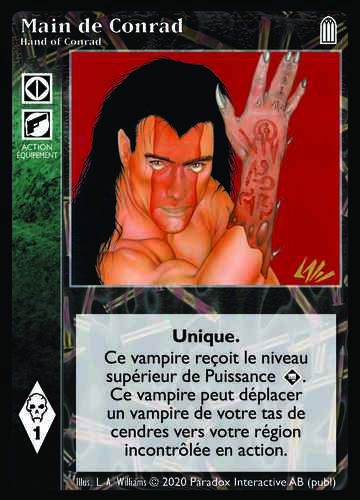 Main de Conrad
Hand of Conrad
ACTION
ÉQUIPEMENT
Unique.
Ce vampire reçoit le niveau
supérieur de Puissance .
Ce vampire peut déplacer
un vampire de votre tas de
cendres vers votre région
incontrôlée en action.
1
Illus: L. A. Williams © 2020 Paradox Interactive AB (publ)